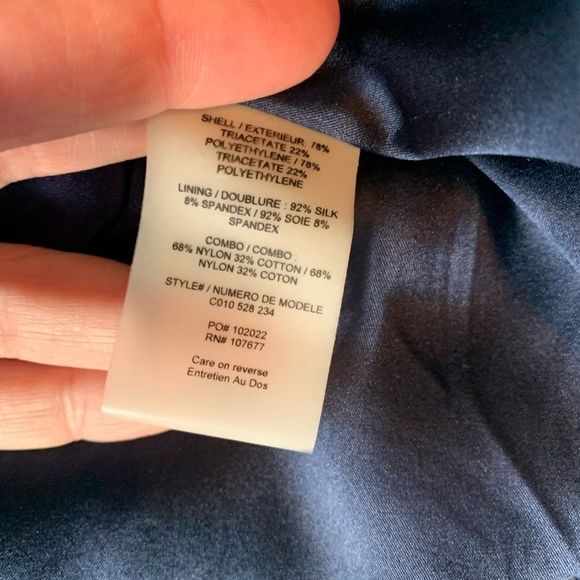 SHELL / EXTERIEUR 78%
TRIACETATE 22%
POLYETHYLENE / 78%
TRIACETATE 22%
POLYETHYLENE
LINING / DOUBLURE : 92% SILK
8% SPANDEX / 92% SOIE 8%
SPANDEX
COMBO / COMBO :
68% NYLON 32% COTTON / 68%
NYLON 32% COTON
STYLE# / NUMERO DE MODELE
C010 528 234
PO# 102022
RN# 107677
Care on reverse
Entretien Au Dos